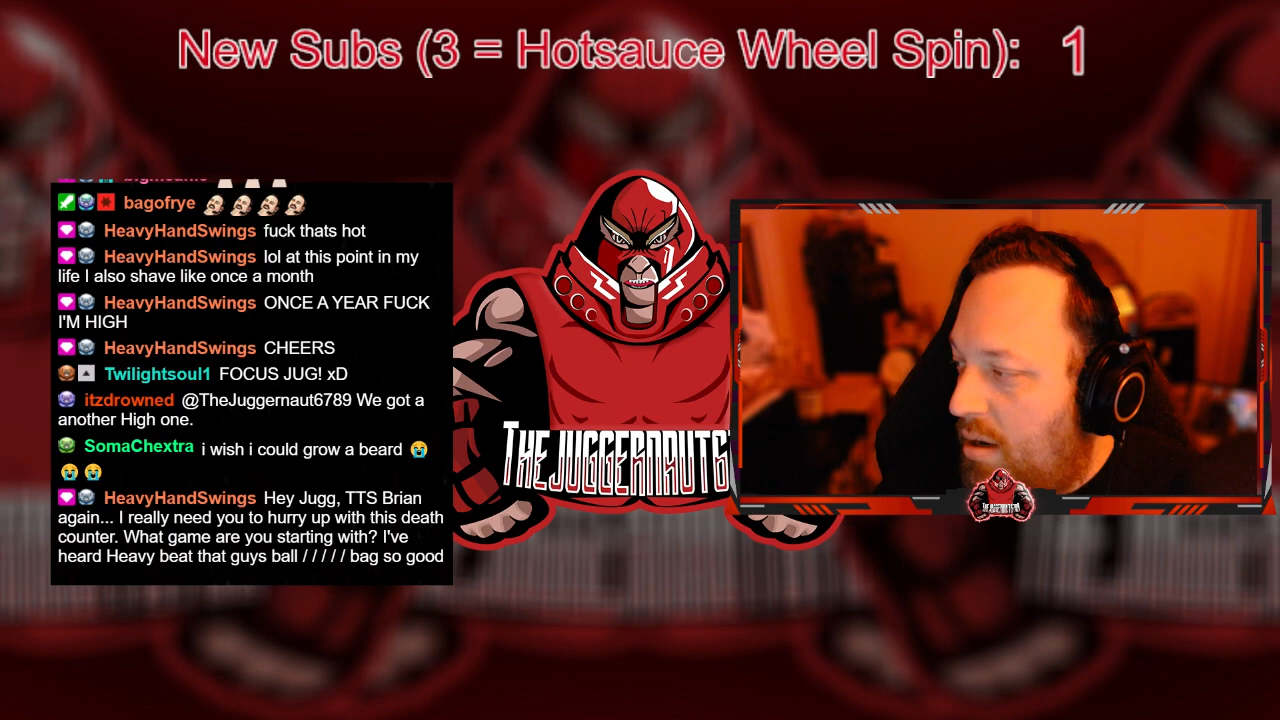 New Subs (3 = Hotsauce Wheel Spin): 1
bagofrye
HeavyHandSwings fuck thats hot
HeavyHandSwings lol at this point in my
life I also shave like once a month
HeavyHandSwings ONCE A YEAR FUCK
I'M HIGH
HeavyHandSwings CHEERS
Twilightsoul1 FOCUS JUG! xD
itzdrowned @TheJuggernaut6789 We got a
another High one.
SomaChextra i wish i could grow a beard 😭
😭 😭
HeavyHandSwings Hey Jugg, TTS Brian
again... I really need you to hurry up with this death
counter. What game are you starting with? I've
heard Heavy beat that guys ball / / / / / bag so good
THEJUGGERNAUT6